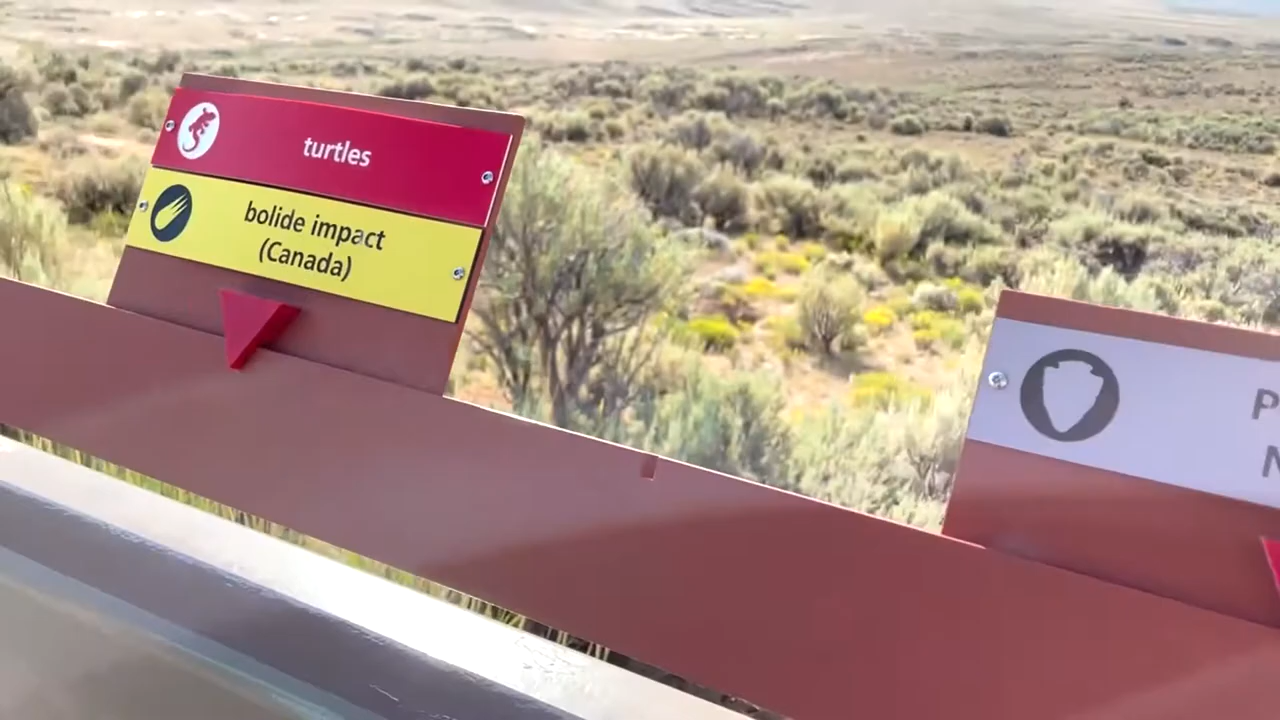 turtles
bolide impact
(Canada)
P
N